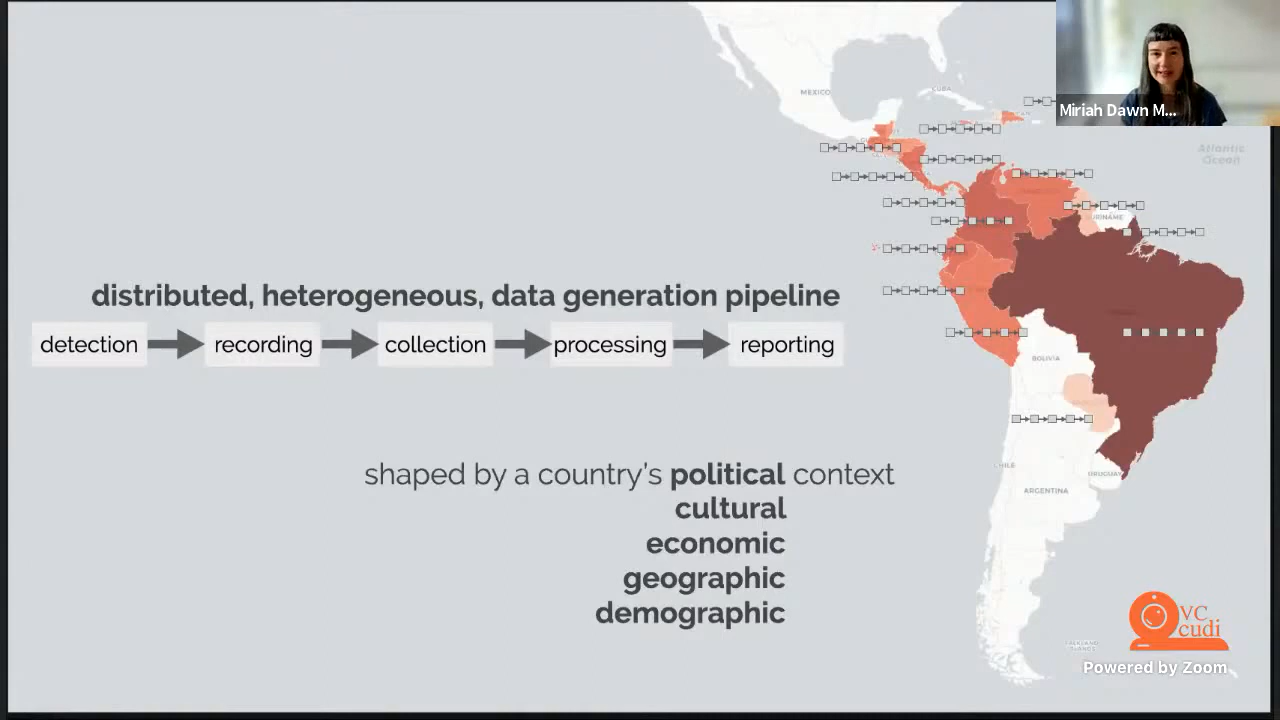 MEXICO
CUBA
Miriah Dawn M...
Atlantic
Ocean
SURINAME
distributed, heterogeneous, data generation pipeline
detection
recording
collection
processing
reporting
BOLIVIA
shaped by a country's political context
cultural
economic
geographic
demographic
CHILE
URUGUAY
ARGENTINA
FALKLAND
ISLANDS
VC
cudi
Powered by Zoom